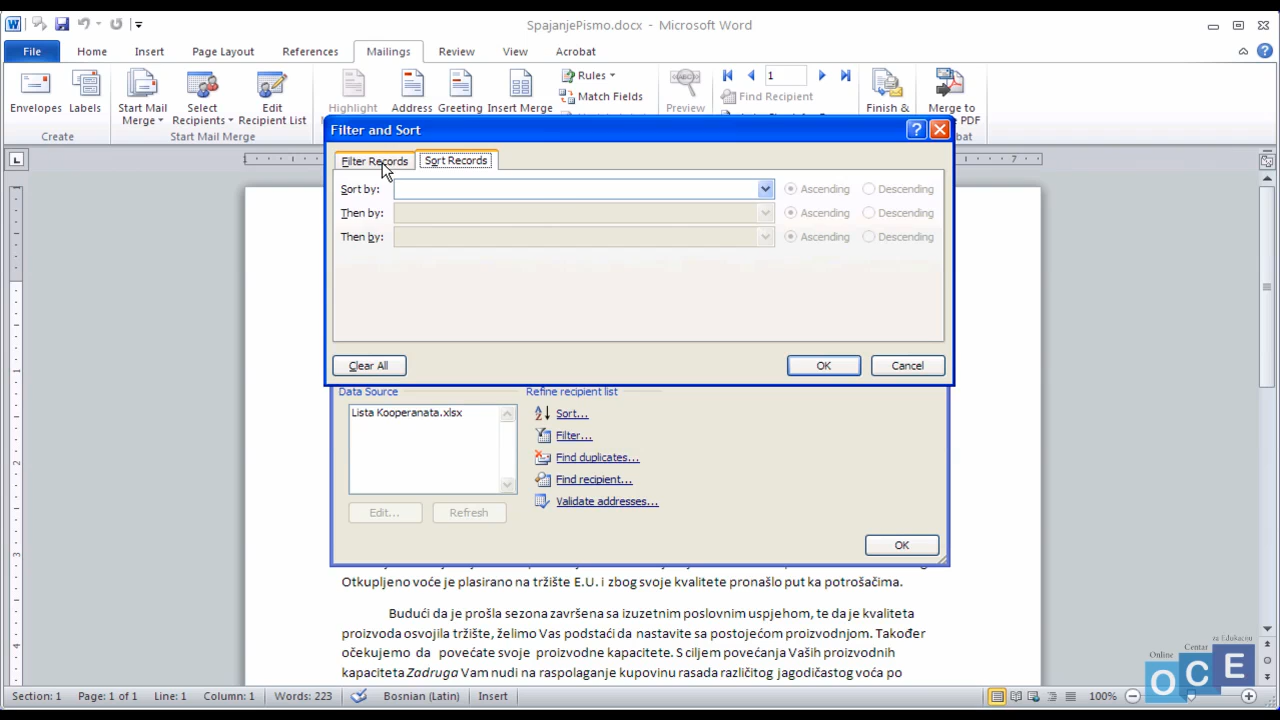 SpajanjePismo.docx - Microsoft Word
File Home Insert Page Layout References Mailings Review View Acrobat
Envelopes Labels Start Mail Merge Select Recipients Edit Recipient List Highlight Address Greeting Insert Merge Rules Match Fields Preview 1 Find Recipient Finish & Merge to PDF
Create Start Mail Merge
Filter and Sort
Filter Records Sort Records
Sort by: Ascending Descending
Then by: Ascending Descending
Then by: Ascending Descending
Clear All OK Cancel
Data Source Refine recipient list
Lista Kooperanata.xlsx
Sort...
Filter...
Find duplicates...
Find recipient...
Validate addresses...
Edit... Refresh
OK
Otkupljeno voće je plasirano na tržište E.U. i zbog svoje kvalitete pronašlo put ka potrošačima.
Budući da je prošla sezona završena sa izuzetnim poslovnim uspjehom, te da je kvaliteta
proizvoda osvojila tržište, želimo Vas podstaći da nastavite sa postojećom proizvodnjom. Također
očekujemo da povećate svoje proizvodne kapacitete. S ciljem povećanja Vaših proizvodnih
kapaciteta Zadruga Vam nudi na raspolaganje kupovinu rasada različitog jagodičastog voća po
Online Centar za Edukaciju
OCE
Section: 1 Page: 1 of 1 Line: 1 Column: 1 Words: 223 Bosnian (Latin) Insert 100%